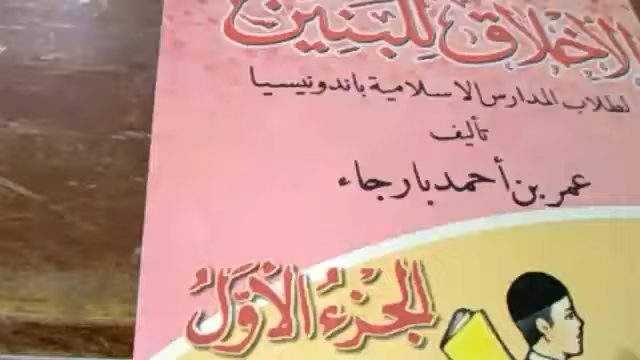 الأخلاق للبنين
لطلاب المدارس الاسلامية باندونيسيا
تأليف
عمر بن أحمد بارجاء
الجزء الأول